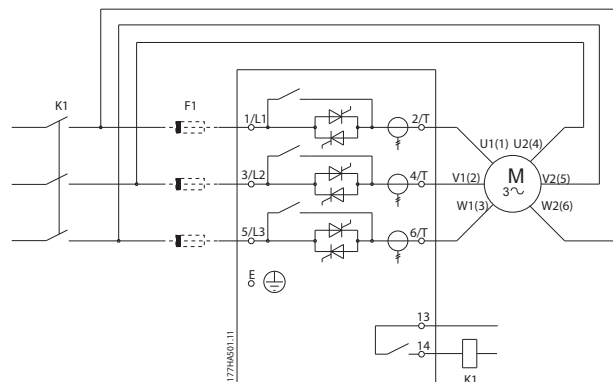 K1
F1
1/L1
2/T
U1(1) U2(4)
3/L2
4/T
V1(2)
M
3
V2(5)
W1(3)
W2(6)
5/L3
6/T
E
13
14
K1
177HA501.11